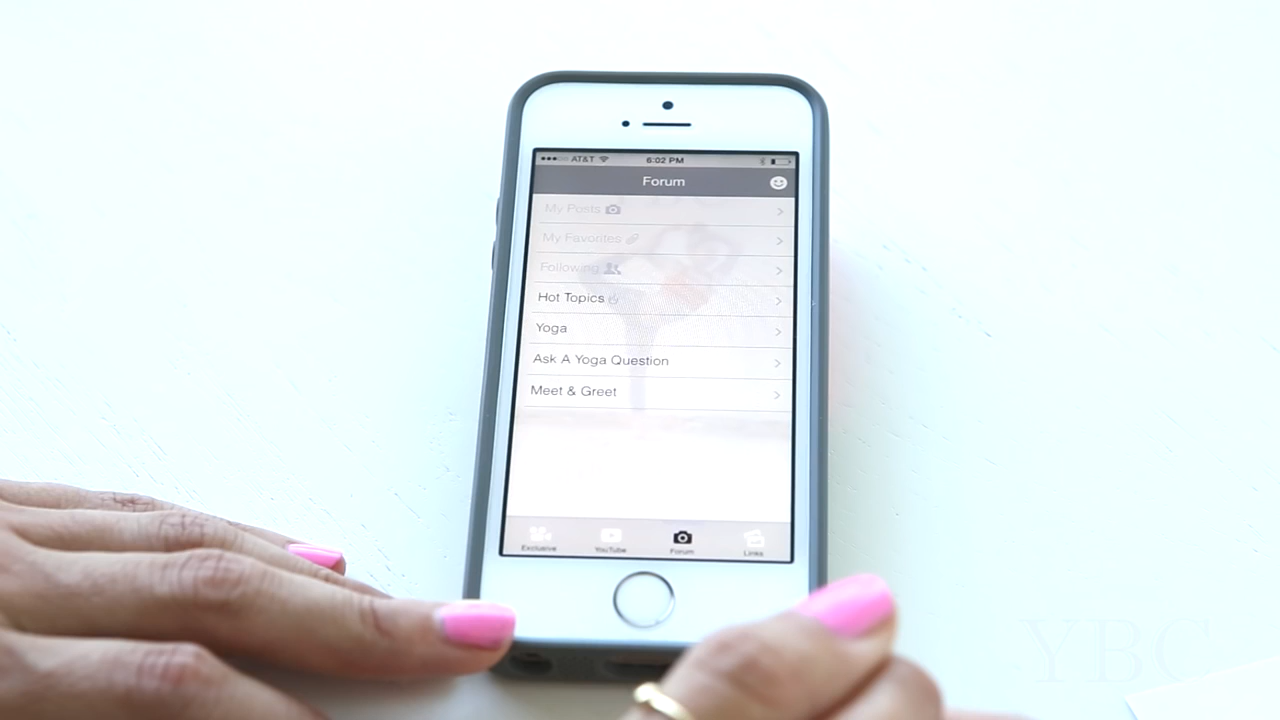 AT&T 6:02 PM
Forum
My Posts
My Favorites
Following
Hot Topics
Yoga
Ask A Yoga Question
Meet & Greet
Exclusive YouTube Forum Links
YBC